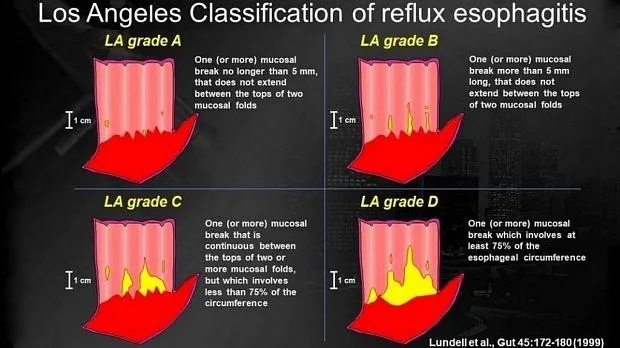 Los Angeles Classification of reflux esophagitis
LA grade A
One (or more) mucosal
break no longer than 5 mm,
that does not extend
between the tops of two
mucosal folds
1 cm
LA grade B
One (or more) mucosal
break more than 5 mm
long, that does not
extend between the tops
of two mucosal folds
1 cm
LA grade C
One (or more) mucosal
break that is
continuous between
the tops of two or
more mucosal folds,
but which involves
less than 75% of the
circumference
1 cm
LA grade D
One (or more) mucosal
break which involves at
least 75% of the
esophageal circumference
1 cm
Lundell et al., Gut 45:172-180 (1999)